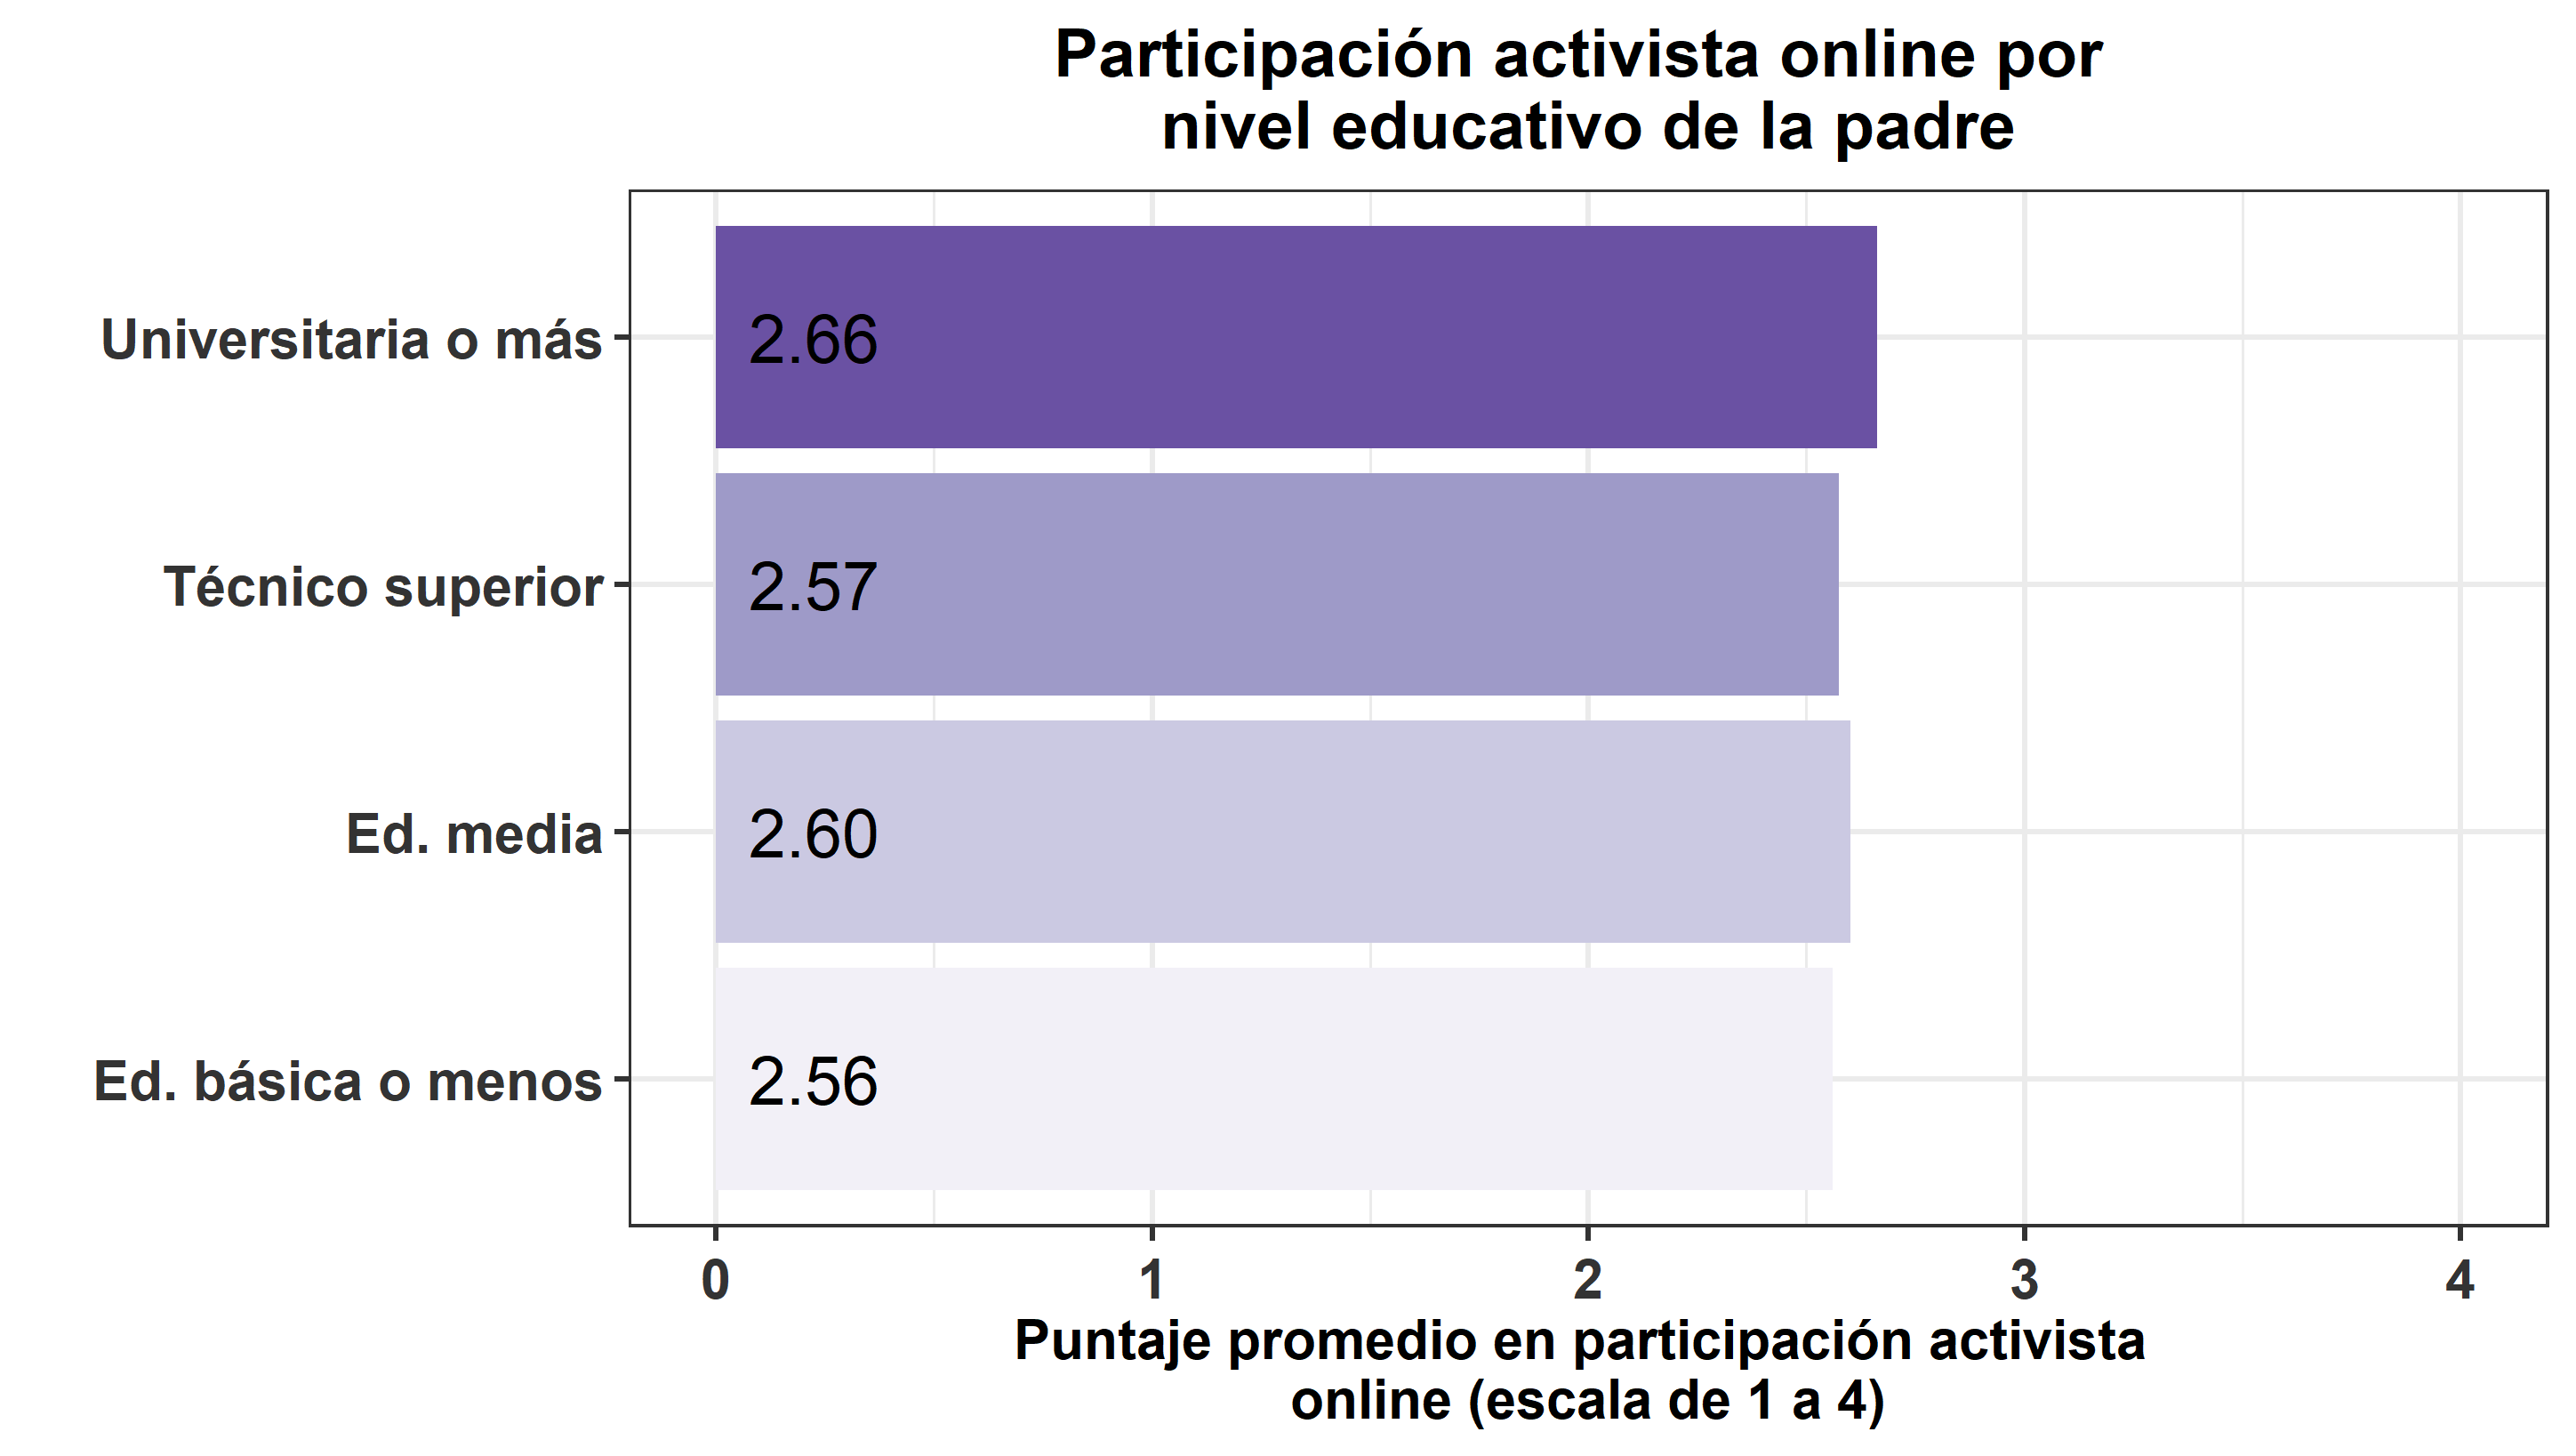 Participación activista online por
nivel educativo de la padre
Universitaria o más
2.66
Técnico superior
2.57
Ed. media
2.60
Ed. básica o menos
2.56
0 1 2 3 4
Puntaje promedio en participación activista
online (escala de 1 a 4)